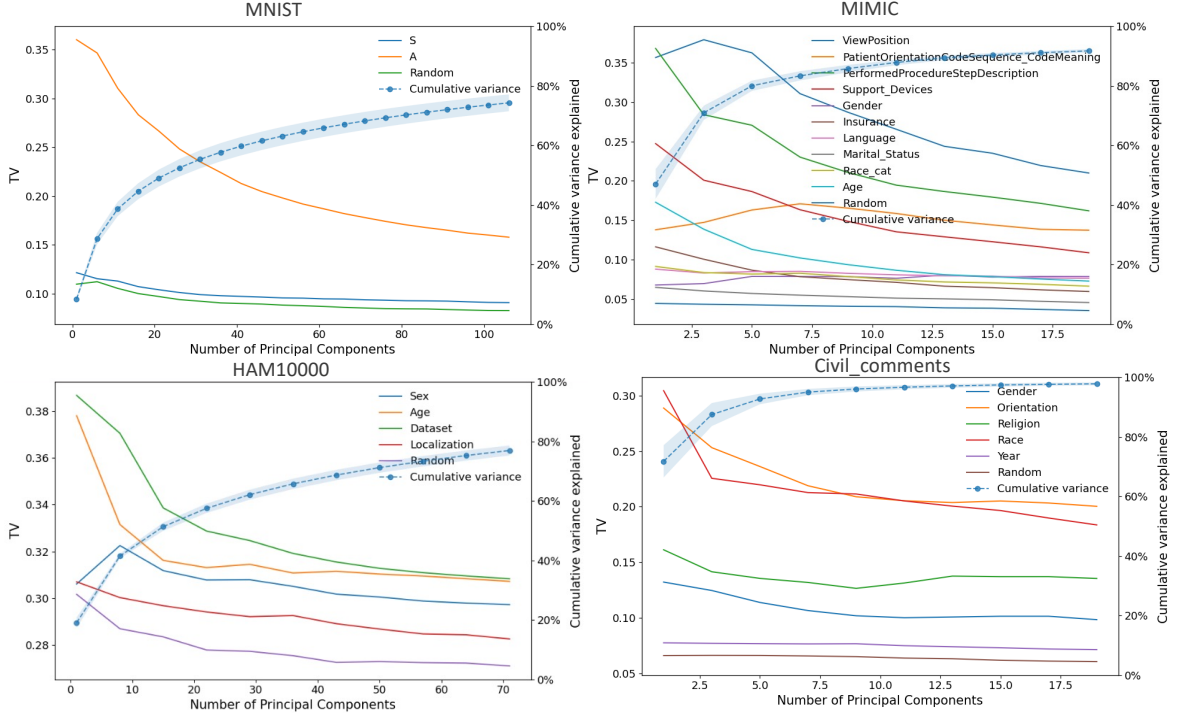 MNIST
0.35
0.30
0.25
0.20
0.15
0.10
TV
S
A
Random
Cumulative variance
100%
80%
60%
40%
20%
0%
Cumulative variance explained
0 20 40 60 80 100
Number of Principal Components
MIMIC
0.35
0.30
0.25
0.20
0.15
0.10
0.05
TV
ViewPosition
PatientOrientationCodeSequence_CodeMeaning
PerformedProcedureStepDescription
Support_Devices
Gender
Insurance
Language
Marital_Status
Race_cat
Age
Random
Cumulative variance
100%
80%
60%
40%
20%
0%
Cumulative variance explained
2.5 5.0 7.5 10.0 12.5 15.0 17.5
Number of Principal Components
HAM10000
0.38
0.36
0.34
0.32
0.30
0.28
TV
Sex
Age
Dataset
Localization
Random
Cumulative variance
100%
80%
60%
40%
20%
0%
Cumulative variance explained
0 10 20 30 40 50 60 70
Number of Principal Components
Civil_comments
0.30
0.25
0.20
0.15
0.10
0.05
TV
Gender
Orientation
Religion
Race
Year
Random
Cumulative variance
100%
80%
60%
40%
20%
0%
Cumulative variance explained
2.5 5.0 7.5 10.0 12.5 15.0 17.5
Number of Principal Components